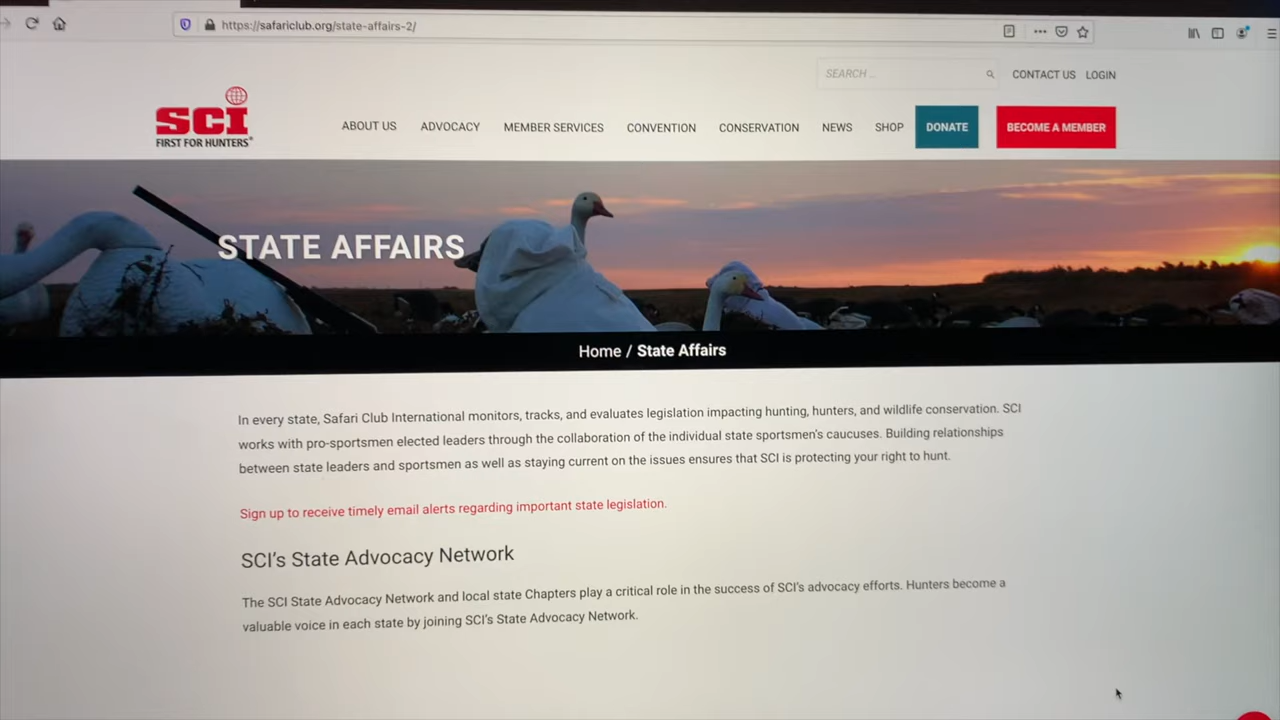 https://safariclub.org/state-affairs-2/
SEARCH ...
CONTACT US LOGIN
SCI
FIRST FOR HUNTERS®
ABOUT US ADVOCACY MEMBER SERVICES CONVENTION CONSERVATION NEWS SHOP DONATE BECOME A MEMBER
STATE AFFAIRS
Home / State Affairs
In every state, Safari Club International monitors, tracks, and evaluates legislation impacting hunting, hunters, and wildlife conservation. SCI
works with pro-sportsmen elected leaders through the collaboration of the individual state sportsmen's caucuses. Building relationships
between state leaders and sportsmen as well as staying current on the issues ensures that SCI is protecting your right to hunt.
Sign up to receive timely email alerts regarding important state legislation.
SCI's State Advocacy Network
The SCI State Advocacy Network and local state Chapters play a critical role in the success of SCI's advocacy efforts. Hunters become a
valuable voice in each state by joining SCI's State Advocacy Network.